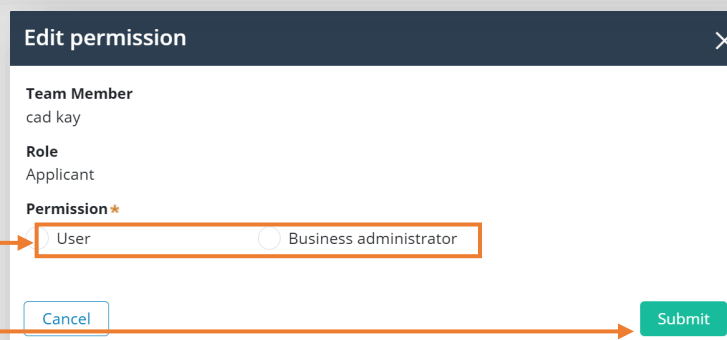 Edit permission
Team Member
cad kay
Role
Applicant
Permission*
User Business administrator
Cancel Submit